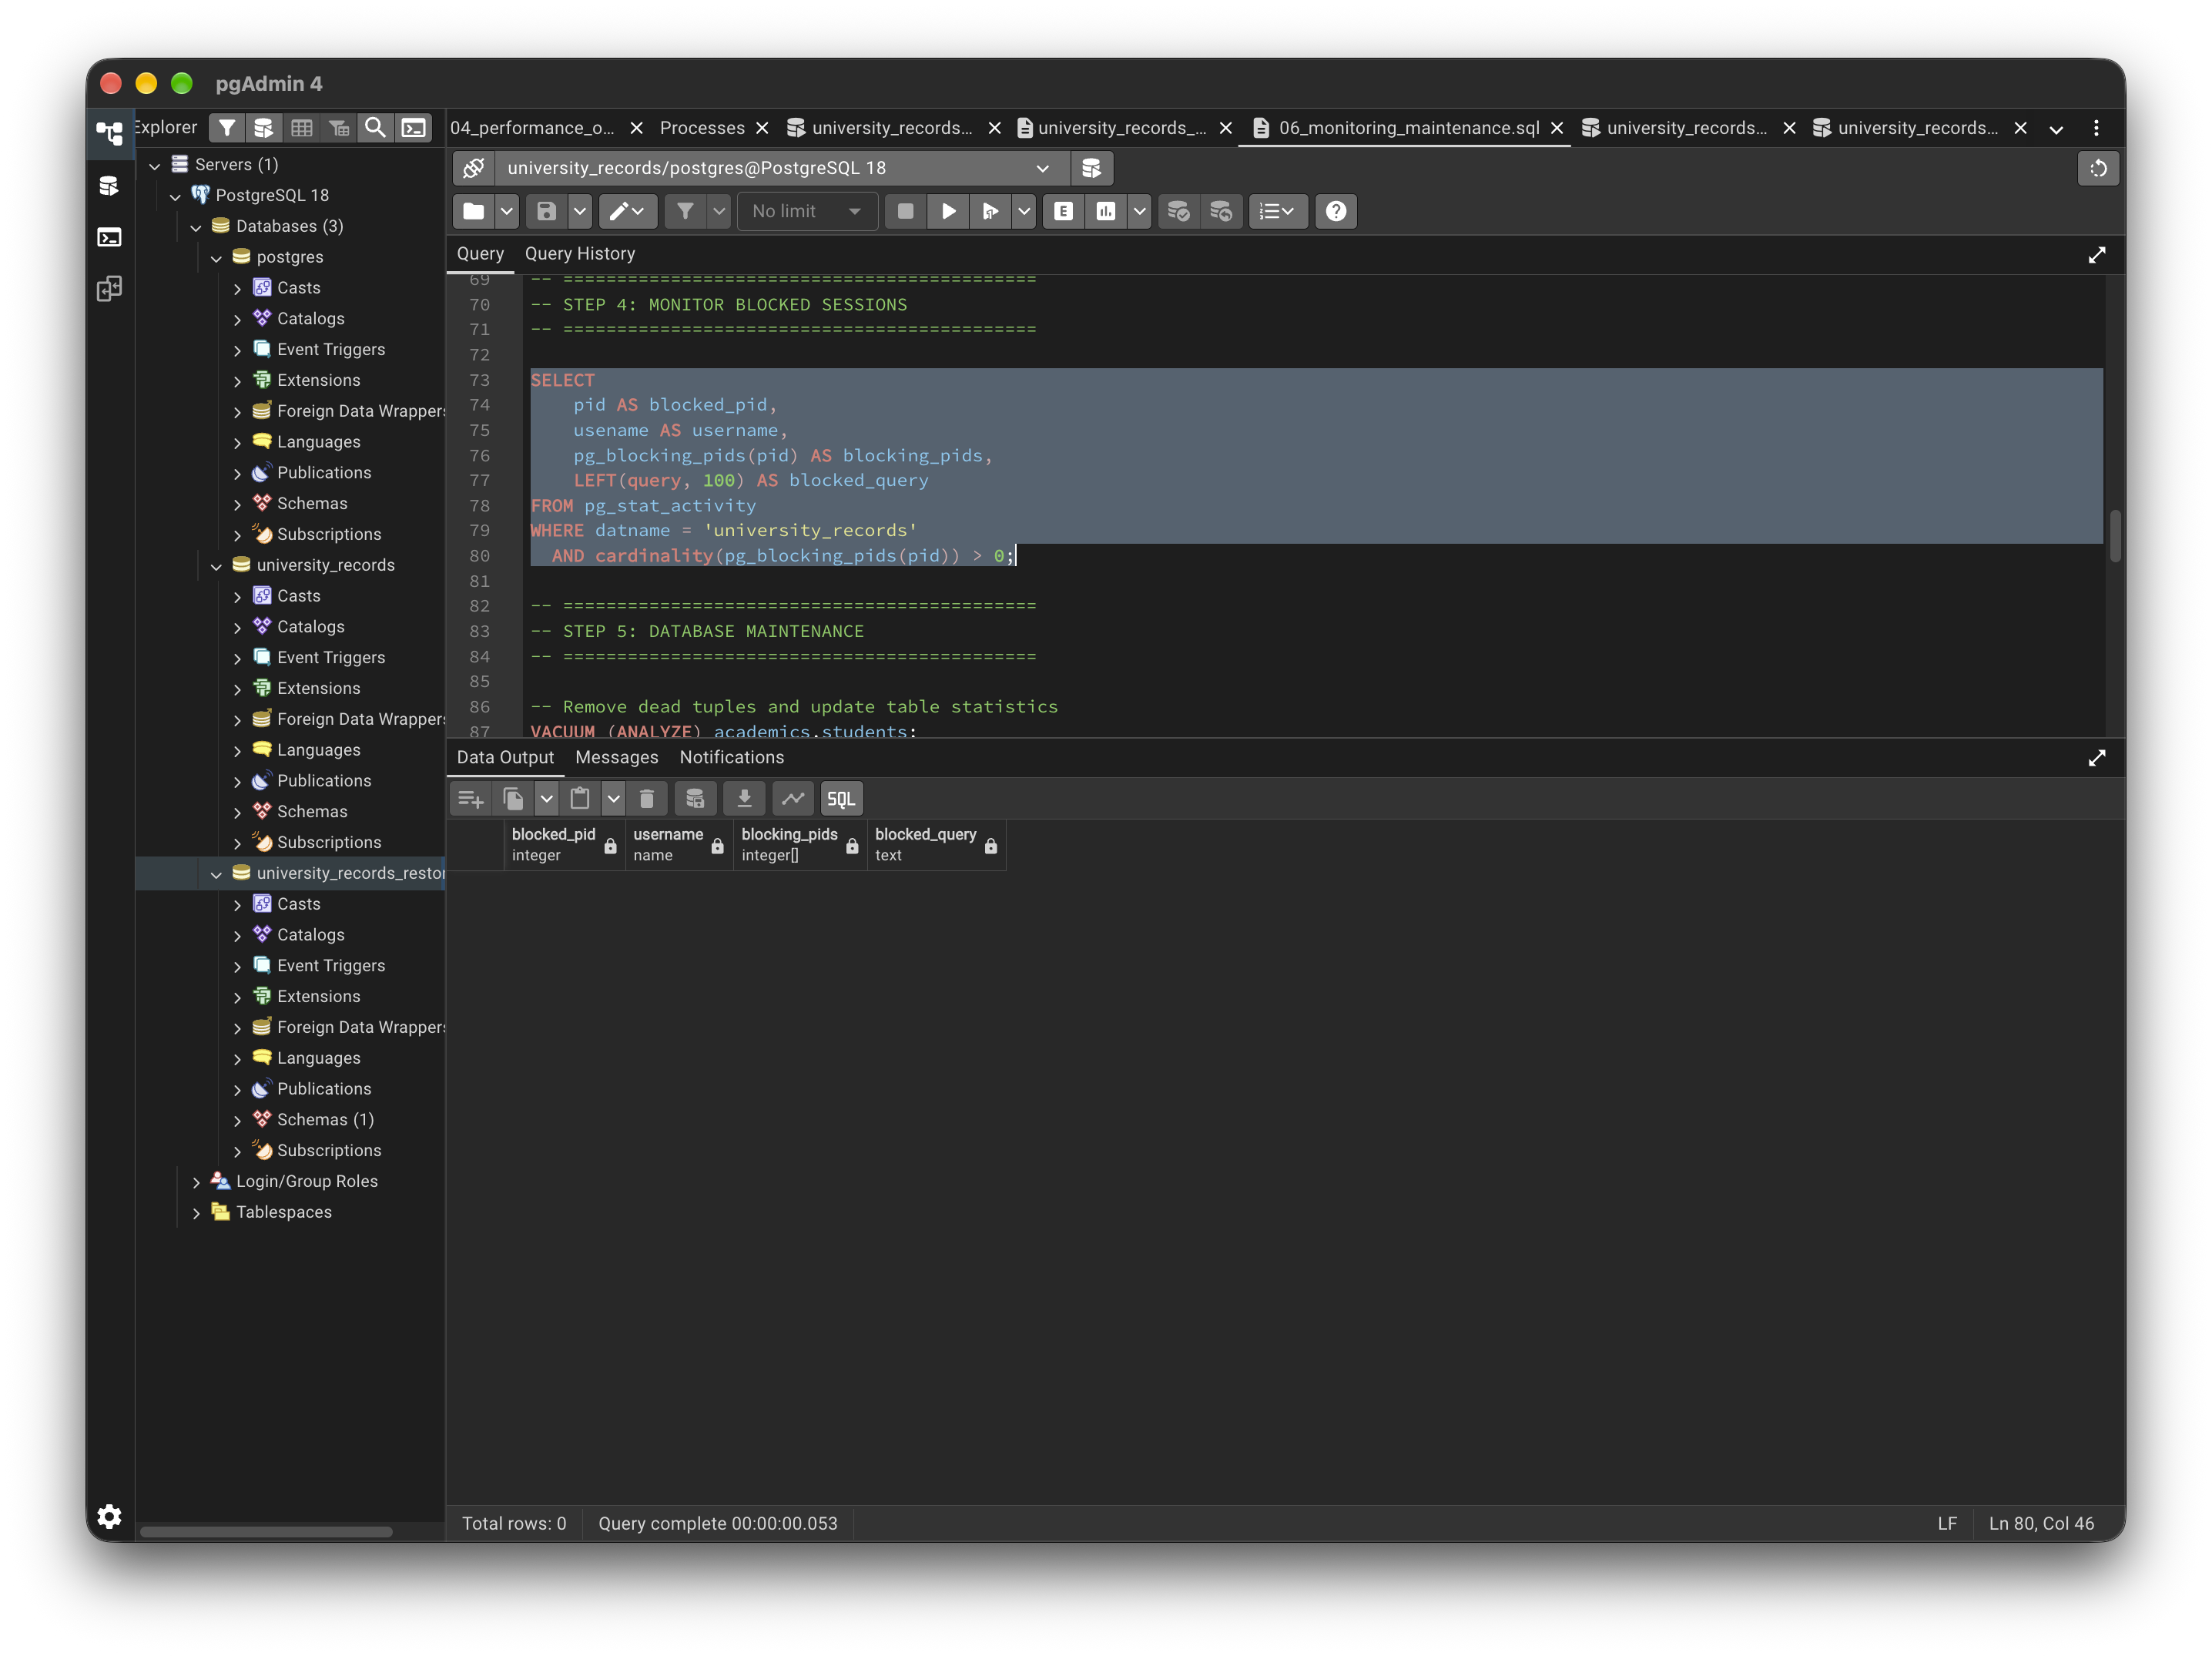 pgAdmin 4
Explorer
04_performance_o...
Processes
university_records...
university_records_...
06_monitoring_maintenance.sql
university_records...
university_records...
Servers (1)
PostgreSQL 18
Databases (3)
postgres
Casts
Catalogs
Event Triggers
Extensions
Foreign Data Wrappers
Languages
Publications
Schemas
Subscriptions
university_records
Casts
Catalogs
Event Triggers
Extensions
Foreign Data Wrappers
Languages
Publications
Schemas
Subscriptions
university_records_restor
Casts
Catalogs
Event Triggers
Extensions
Foreign Data Wrappers
Languages
Publications
Schemas (1)
Subscriptions
Login/Group Roles
Tablespaces
university_records/postgres@PostgreSQL 18
No limit
E
Query Query History
69 -- ============================================
70 -- STEP 4: MONITOR BLOCKED SESSIONS
71 -- ============================================
72
73 SELECT
74 pid AS blocked_pid,
75 usename AS username,
76 pg_blocking_pids(pid) AS blocking_pids,
77 LEFT(query, 100) AS blocked_query
78 FROM pg_stat_activity
79 WHERE datname = 'university_records'
80 AND cardinality(pg_blocking_pids(pid)) > 0;
81
82 -- ============================================
83 -- STEP 5: DATABASE MAINTENANCE
84 -- ============================================
85
86 -- Remove dead tuples and update table statistics
87 VACUUM (ANALYZE) academics.students;
Data Output Messages Notifications
SQL
blocked_pid username blocking_pids blocked_query
integer name integer[] text
Total rows: 0 Query complete 00:00:00.053 LF Ln 80, Col 46